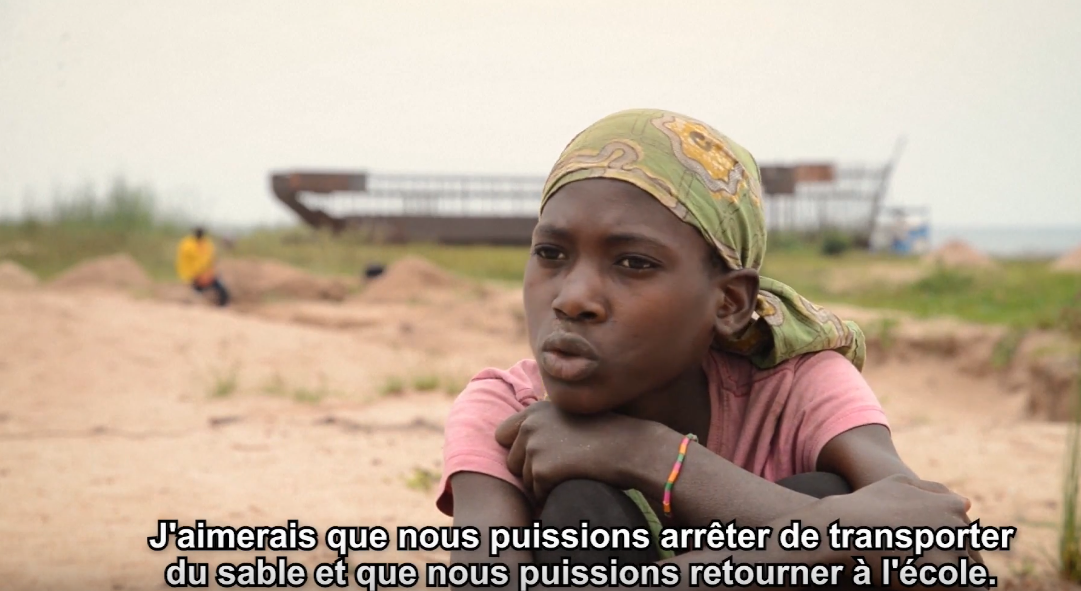 J'aimerais que nous puissions arrêter de transporter
du sable et que nous puissions retourner à l'école.